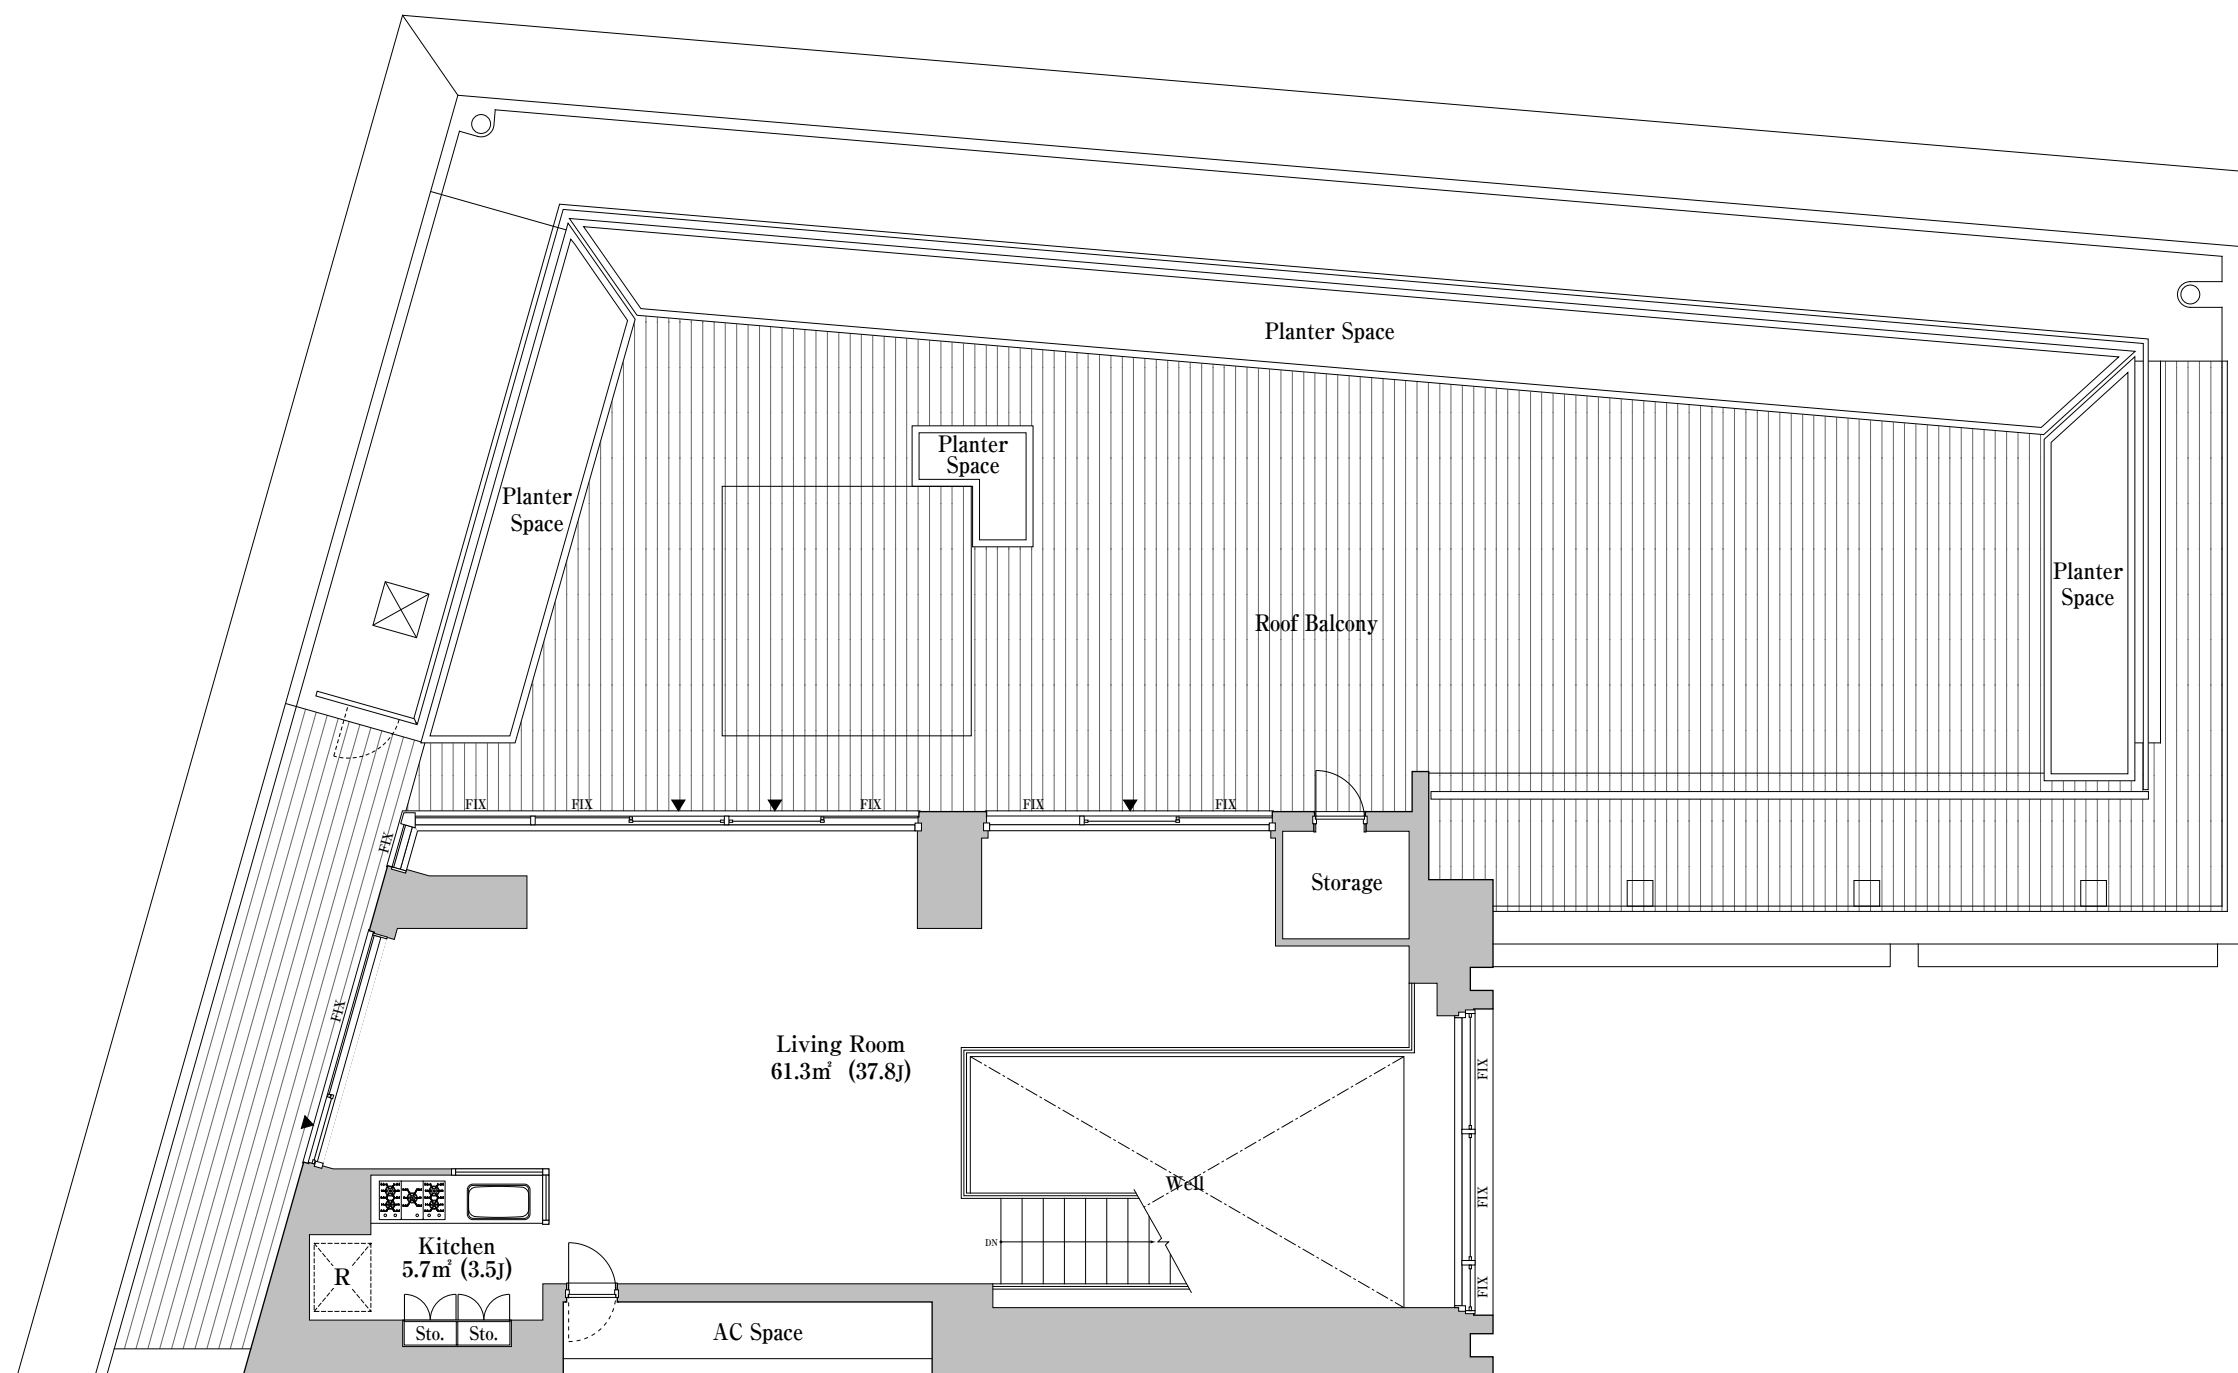 Planter Space
Planter
Space
Planter
Space
Planter
Space
Roof Balcony
FIX
FIX
FIX
FIX
FIX
FIX
Storage
FIX
Living Room
61.3㎡ (37.8J)
FIX
Well
FIX
DN
Kitchen
5.7㎡ (3.5J)
R
FIX
Sto.
Sto.
AC Space